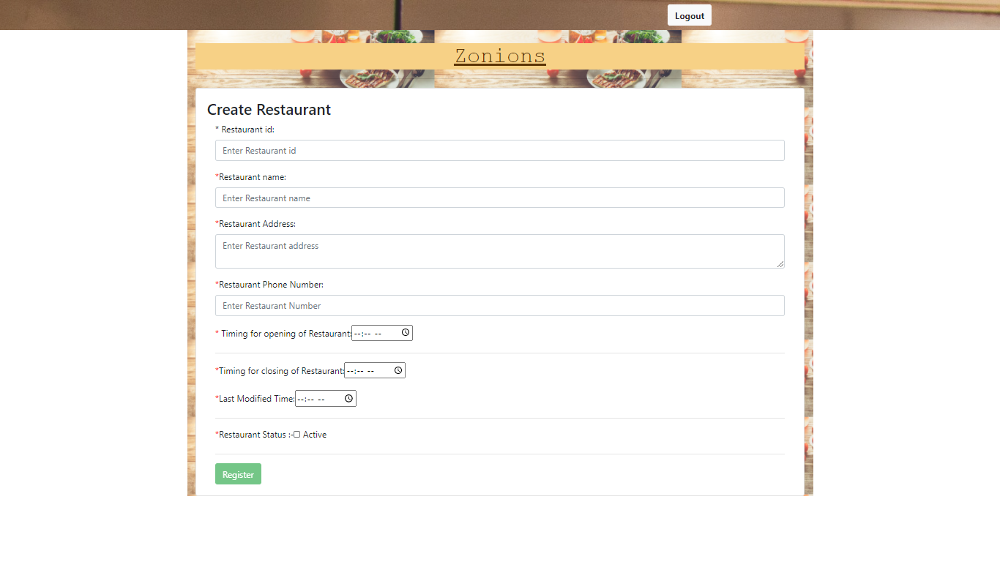 Logout
Zonions
Create Restaurant
* Restaurant id:
Enter Restaurant id
*Restaurant name:
Enter Restaurant name
*Restaurant Address:
Enter Restaurant address
*Restaurant Phone Number:
Enter Restaurant Number
* Timing for opening of Restaurant: --:-- --
*Timing for closing of Restaurant: --:-- --
*Last Modified Time: --:-- --
*Restaurant Status :- Active
Register